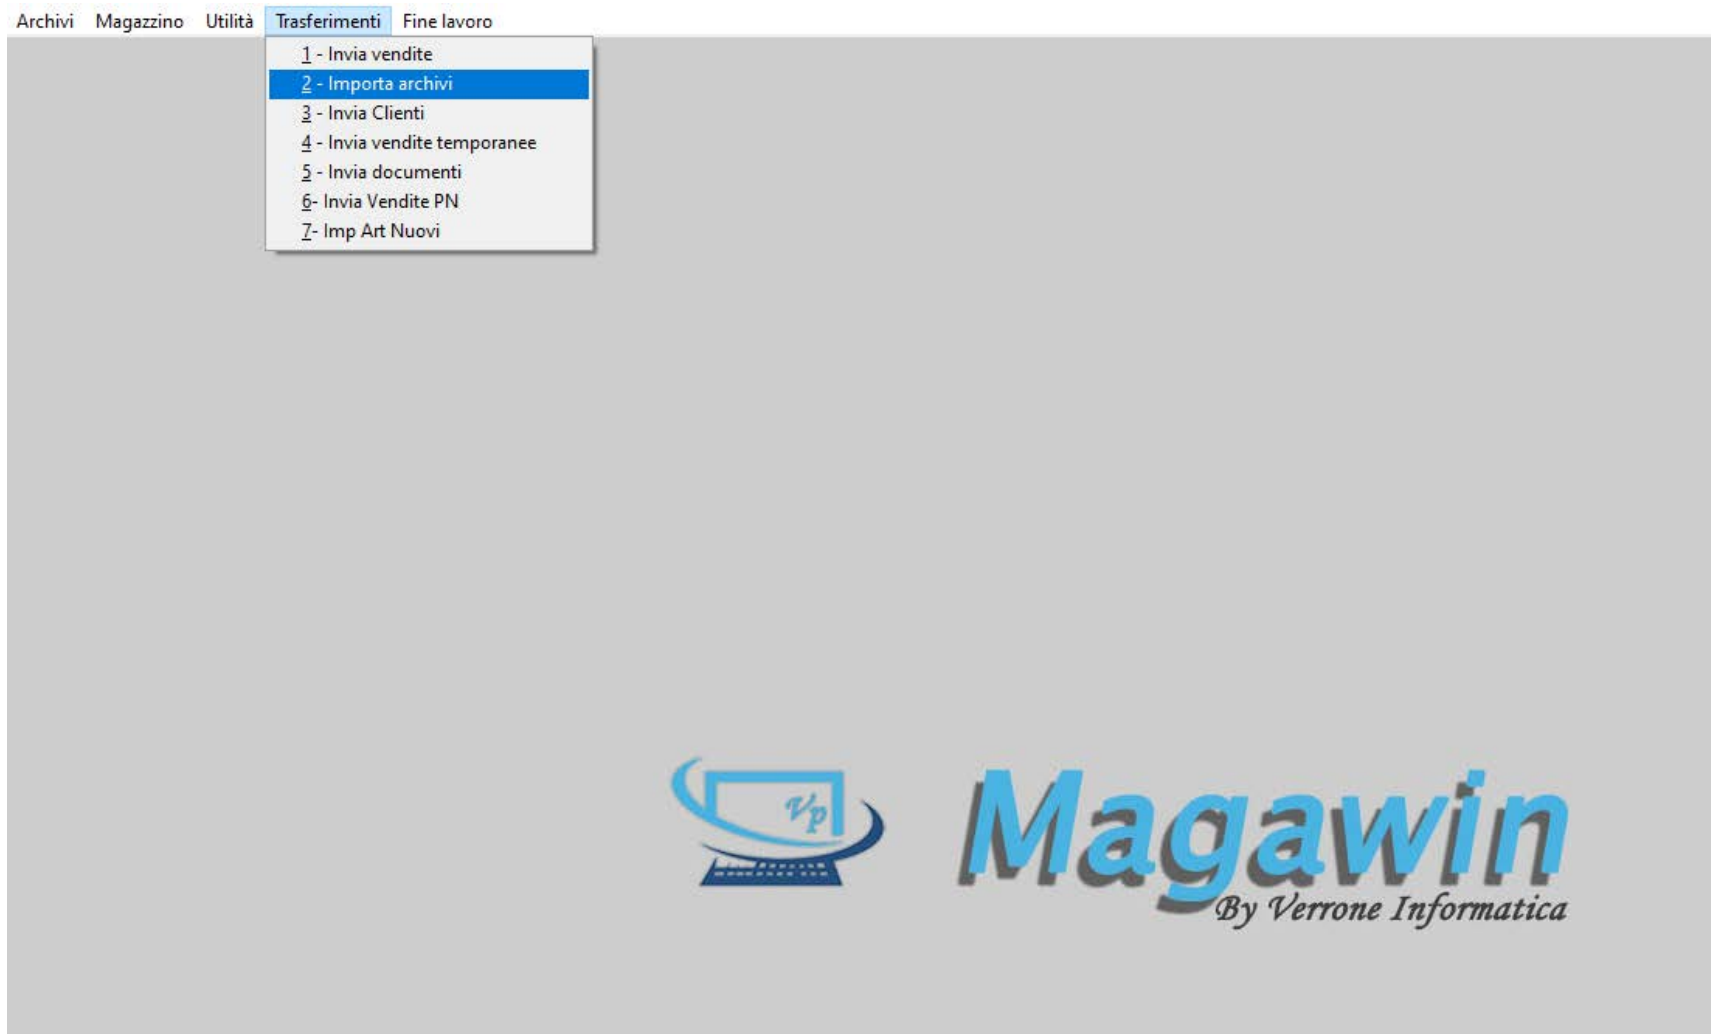 Archivi Magazzino Utilità Trasferimenti Fine lavoro
1 - Invia vendite
2 - Importa archivi
3 - Invia Clienti
4 - Invia vendite temporanee
5 - Invia documenti
6- Invia Vendite PN
7- Imp Art Nuovi
Vp
Magawin
By Verrone Informatica